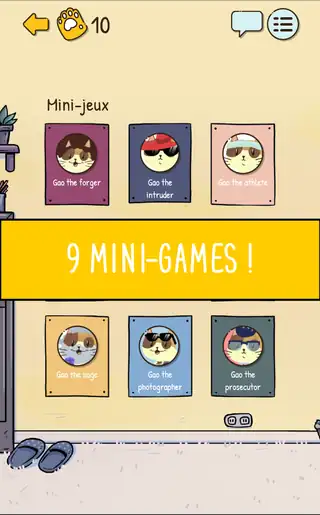 10
Mini-jeux
Gao the forger
Gao the
intruder
Gao the athlete
9 MINI-GAMES !
Gao the sage
Gao the
photographer
Gao the
prosecutor